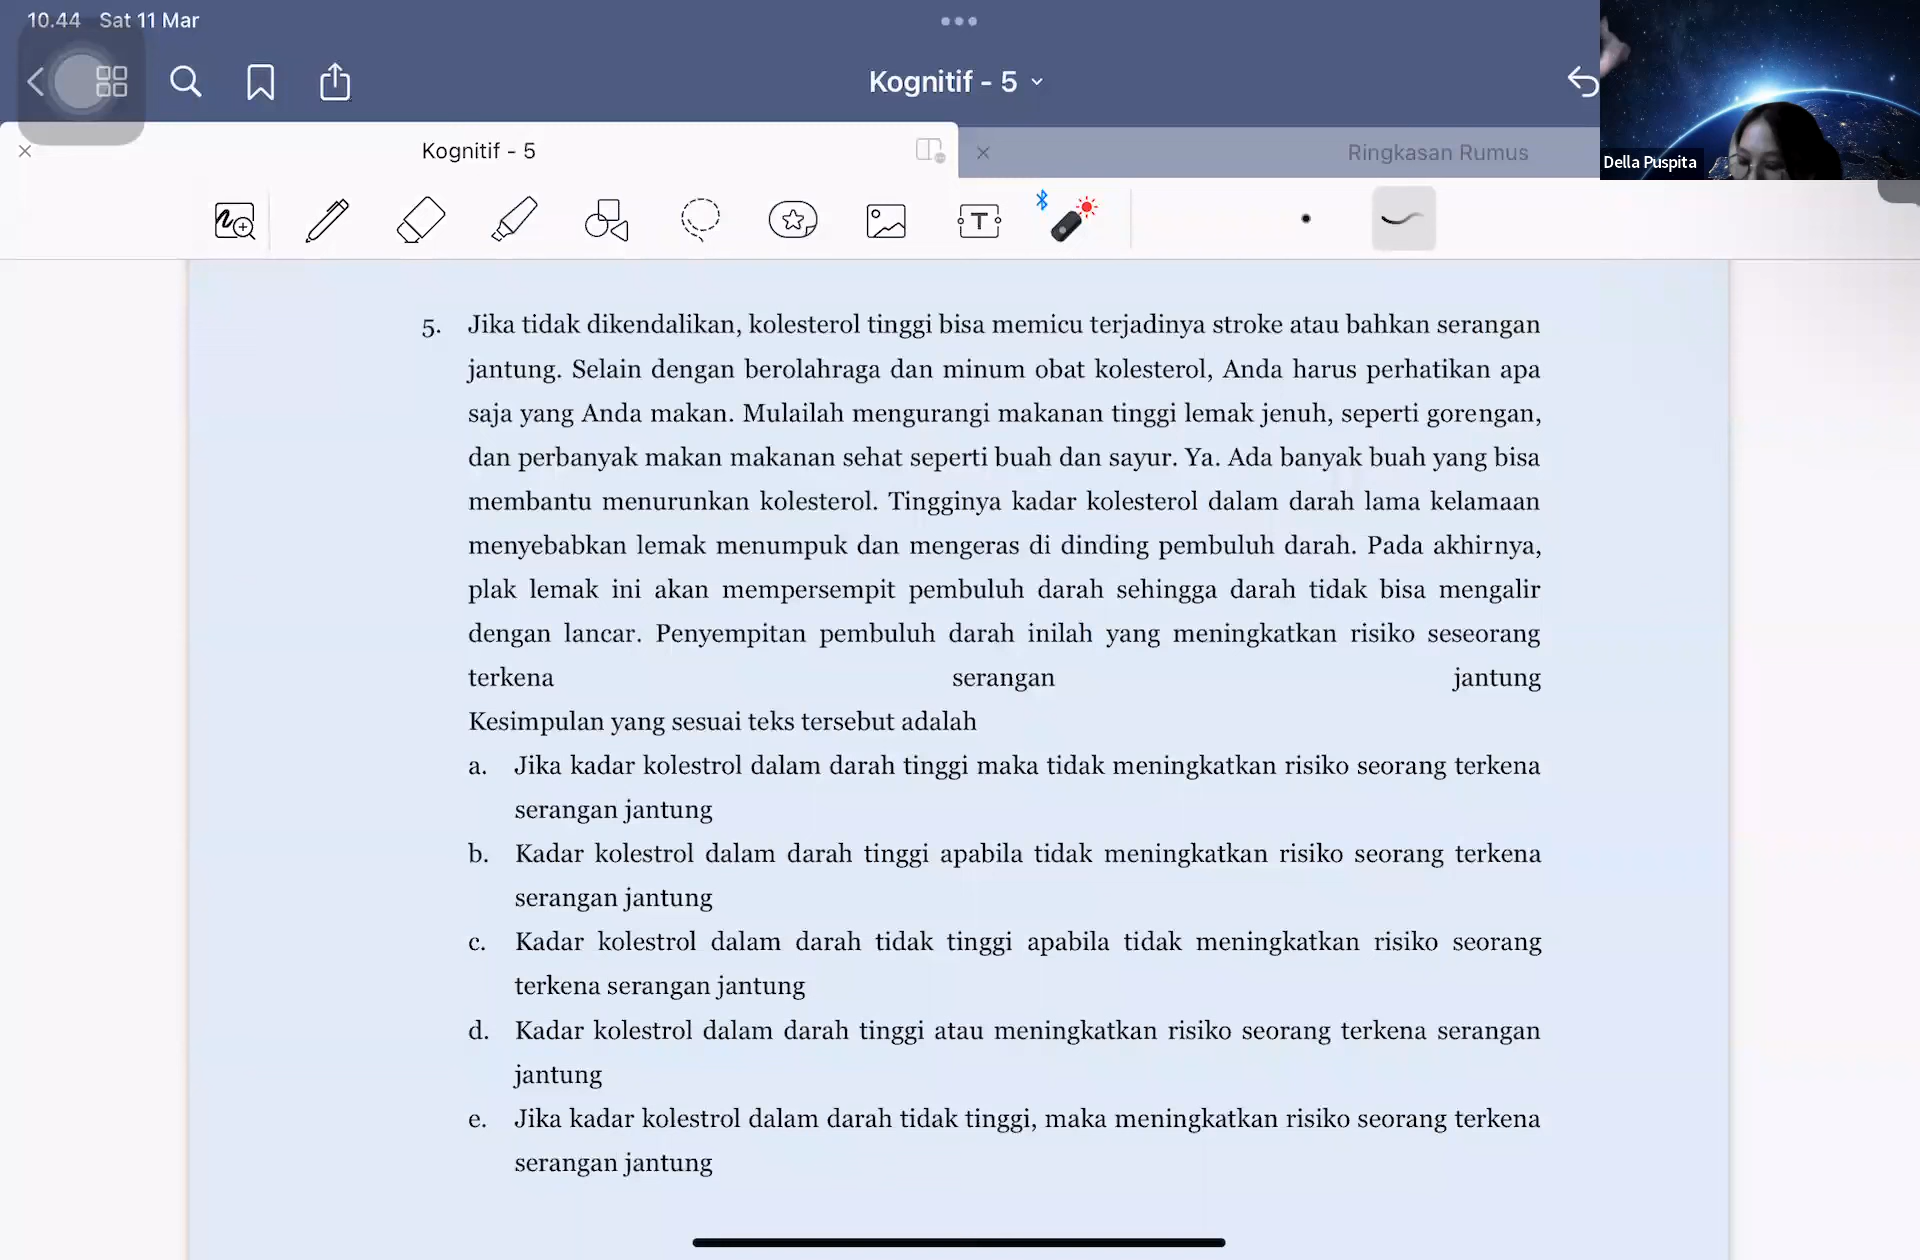 10.44 Sat 11 Mar
Kognitif - 5
Kognitif - 5
Ringkasan Rumus
Della Puspita
T
5. Jika tidak dikendalikan, kolesterol tinggi bisa memicu terjadinya stroke atau bahkan serangan
jantung. Selain dengan berolahraga dan minum obat kolesterol, Anda harus perhatikan apa
saja yang Anda makan. Mulailah mengurangi makanan tinggi lemak jenuh, seperti gorengan,
dan perbanyak makan makanan sehat seperti buah dan sayur. Ya. Ada banyak buah yang bisa
membantu menurunkan kolesterol. Tingginya kadar kolesterol dalam darah lama kelamaan
menyebabkan lemak menumpuk dan mengeras di dinding pembuluh darah. Pada akhirnya,
plak lemak ini akan mempersempit pembuluh darah sehingga darah tidak bisa mengalir
dengan lancar. Penyempitan pembuluh darah inilah yang meningkatkan risiko seseorang
terkena serangan jantung
Kesimpulan yang sesuai teks tersebut adalah
a. Jika kadar kolestrol dalam darah tinggi maka tidak meningkatkan risiko seorang terkena
serangan jantung
b. Kadar kolestrol dalam darah tinggi apabila tidak meningkatkan risiko seorang terkena
serangan jantung
c. Kadar kolestrol dalam darah tidak tinggi apabila tidak meningkatkan risiko seorang
terkena serangan jantung
d. Kadar kolestrol dalam darah tinggi atau meningkatkan risiko seorang terkena serangan
jantung
e. Jika kadar kolestrol dalam darah tidak tinggi, maka meningkatkan risiko seorang terkena
serangan jantung